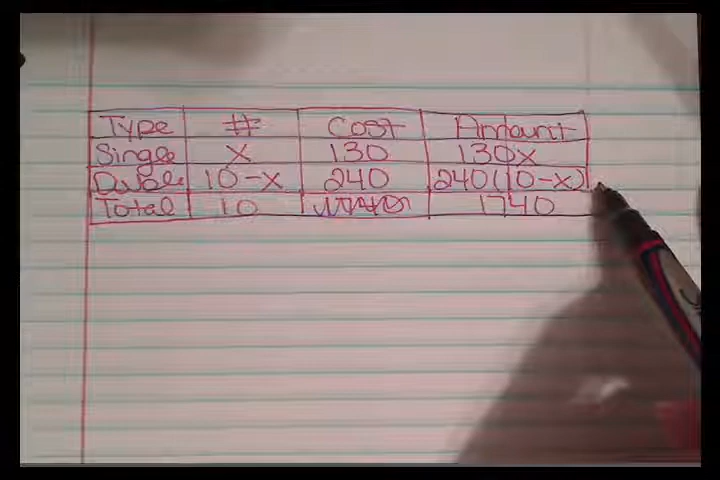 Type # Cost Amount
Single x 130 130x
Double 10-x 240 240(10-x)
Total 10 1740